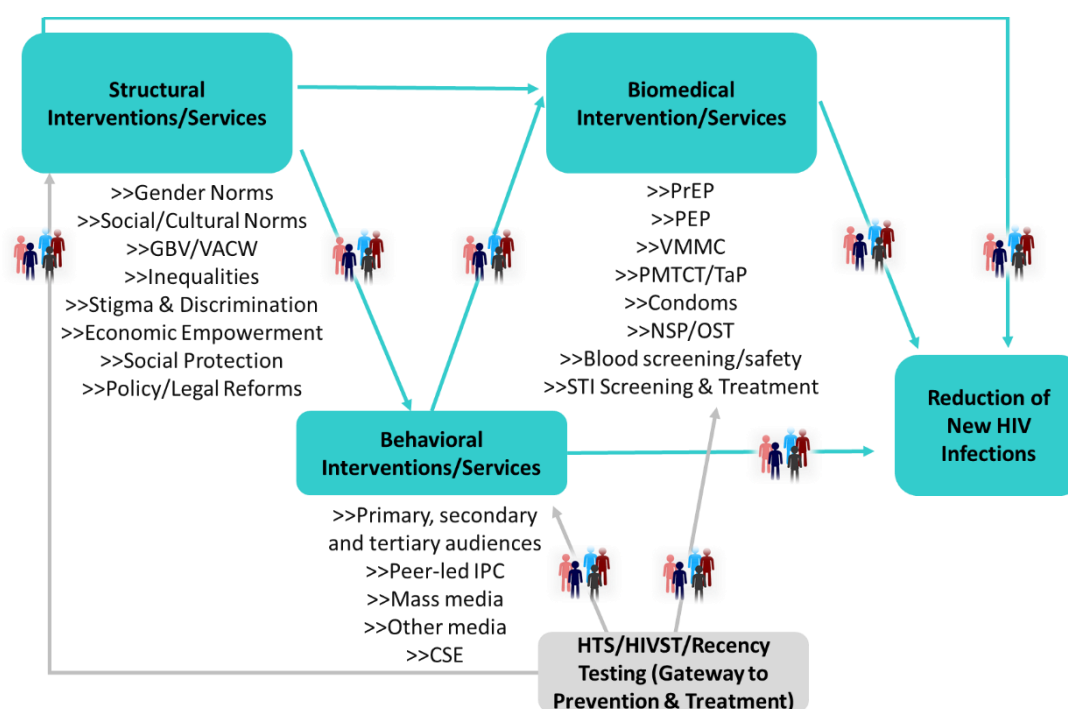 Structural
Interventions/Services
>>Gender Norms
>>Social/Cultural Norms
>>GBV/VACW
>>Inequalities
>>Stigma & Discrimination
>>Economic Empowerment
>>Social Protection
>>Policy/Legal Reforms
Biomedical
Intervention/Services
>>PrEP
>>PEP
>>VMMC
>>PMTCT/TaP
>>Condoms
>>NSP/OST
>>Blood screening/safety
>>STI Screening & Treatment
Behavioral
Interventions/Services
>>Primary, secondary
and tertiary audiences
>>Peer-led IPC
>>Mass media
>>Other media
>>CSE
Reduction of
New HIV
Infections
HTS/HIVST/Recency
Testing (Gateway to
Prevention & Treatment)